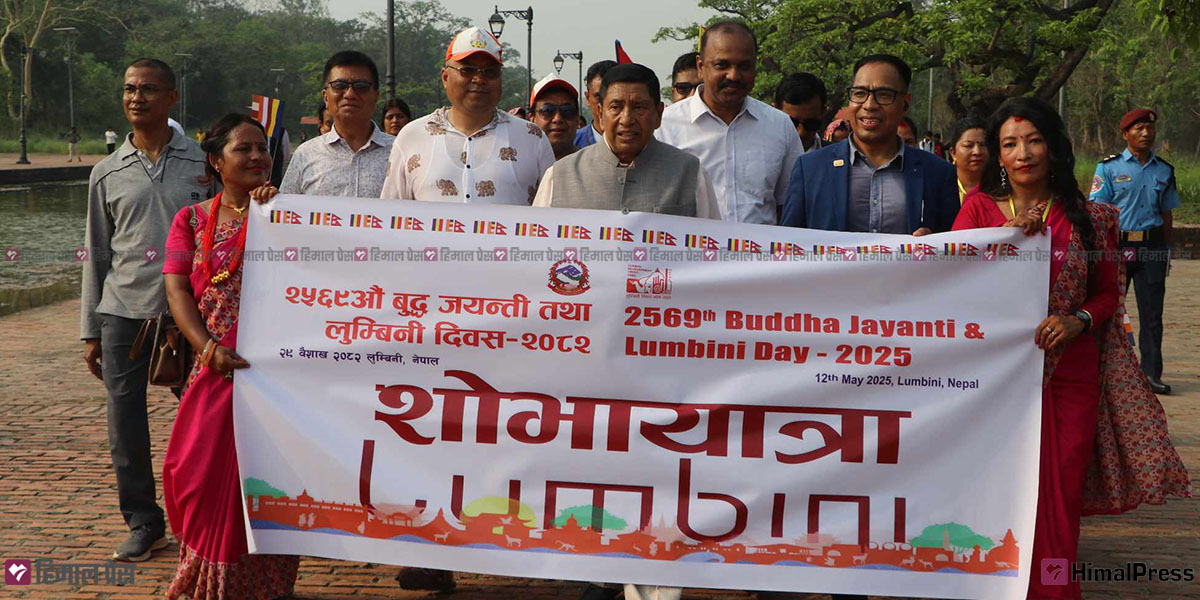 २५६९औं बुद्ध जयन्ती तथा
लुम्बिनी दिवस-२०८२
२९ वैशाख २०८२ लुम्बिनी, नेपाल
2569th Buddha Jayanti &
Lumbini Day - 2025
12th May 2025, Lumbini, Nepal
शोभायात्रा
Lumbini
हिमाल प्रेस
HimalPress